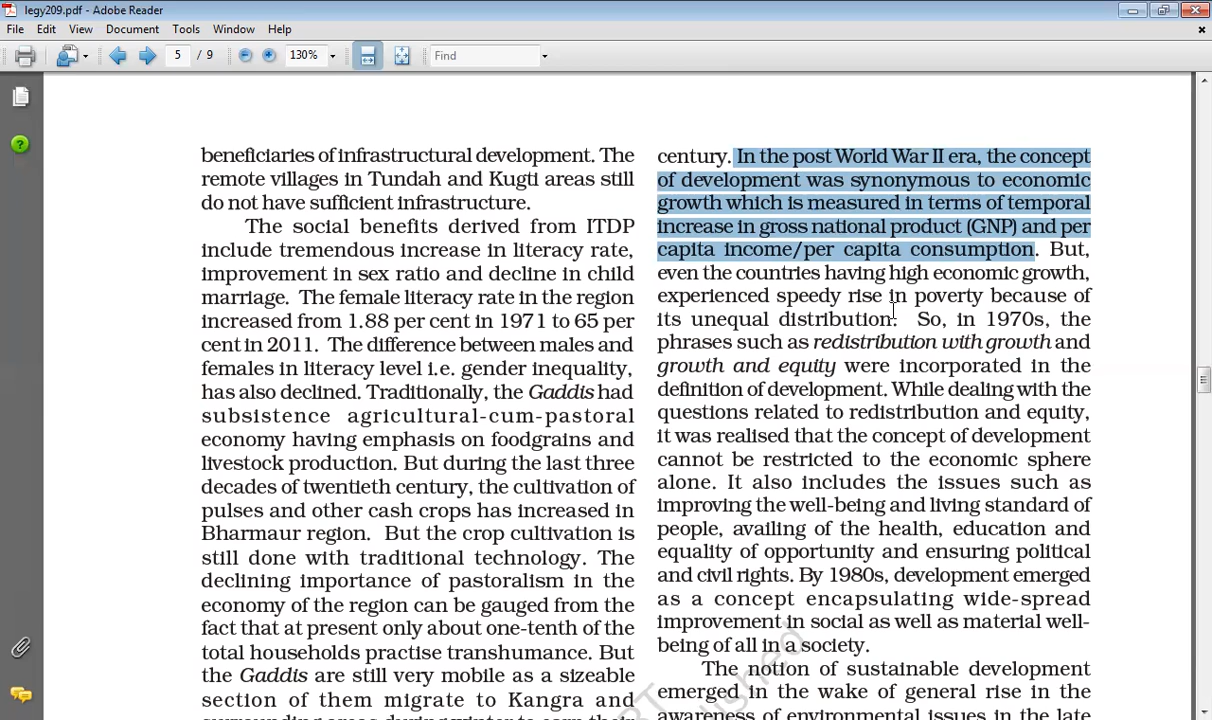 legy209.pdf - Adobe Reader
File Edit View Document Tools Window Help
5 / 9 130% Find
beneficiaries of infrastructural development. The
remote villages in Tundah and Kugti areas still
do not have sufficient infrastructure.
The social benefits derived from ITDP
include tremendous increase in literacy rate,
improvement in sex ratio and decline in child
marriage. The female literacy rate in the region
increased from 1.88 per cent in 1971 to 65 per
cent in 2011. The difference between males and
females in literacy level i.e. gender inequality,
has also declined. Traditionally, the Gaddis had
subsistence agricultural-cum-pastoral
economy having emphasis on foodgrains and
livestock production. But during the last three
decades of twentieth century, the cultivation of
pulses and other cash crops has increased in
Bharmaur region. But the crop cultivation is
still done with traditional technology. The
declining importance of pastoralism in the
economy of the region can be gauged from the
fact that at present only about one-tenth of the
total households practise transhumance. But
the Gaddis are still very mobile as a sizeable
section of them migrate to Kangra and
surrounding areas during winter to earn their
century. In the post World War II era, the concept
of development was synonymous to economic
growth which is measured in terms of temporal
increase in gross national product (GNP) and per
capita income/per capita consumption. But,
even the countries having high economic growth,
experienced speedy rise in poverty because of
its unequal distribution. So, in 1970s, the
phrases such as redistribution with growth and
growth and equity were incorporated in the
definition of development. While dealing with the
questions related to redistribution and equity,
it was realised that the concept of development
cannot be restricted to the economic sphere
alone. It also includes the issues such as
improving the well-being and living standard of
people, availing of the health, education and
equality of opportunity and ensuring political
and civil rights. By 1980s, development emerged
as a concept encapsulating wide-spread
improvement in social as well as material well-
being of all in a society.
The notion of sustainable development
emerged in the wake of general rise in the
awareness of environmental issues in the late